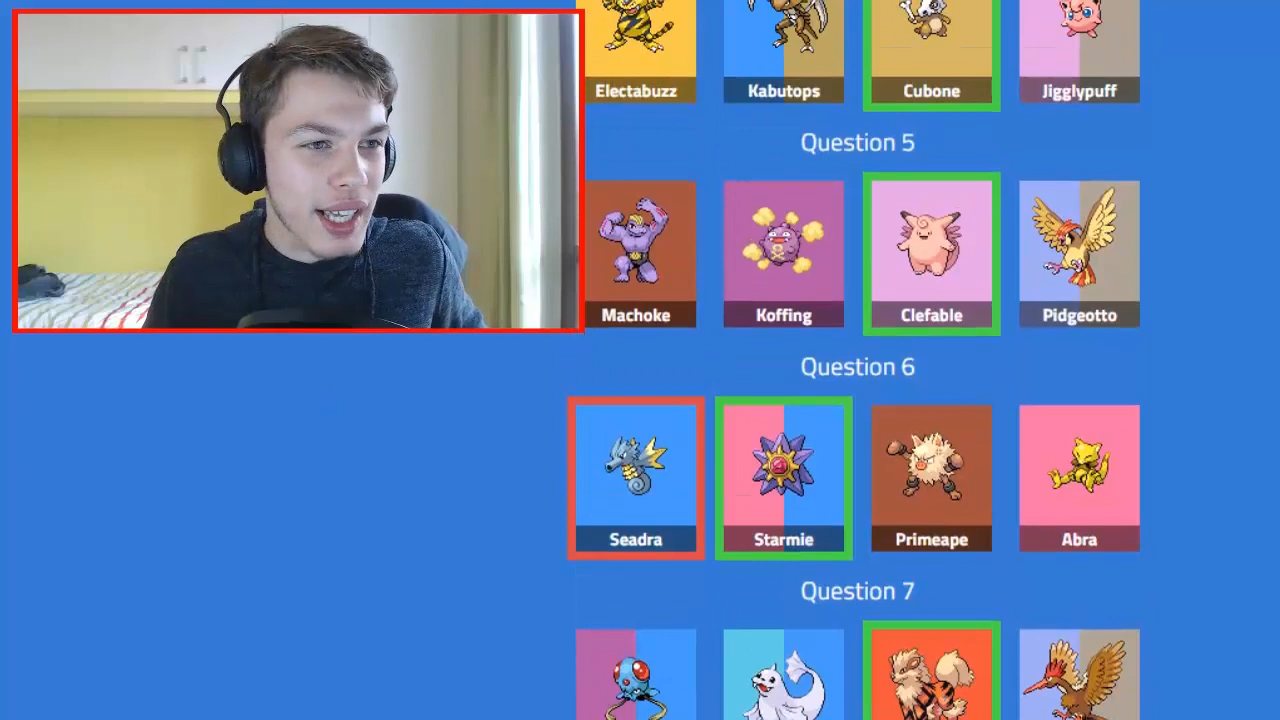 Electabuzz Kabutops Cubone Jigglypuff
Question 5
Machoke Koffing Clefable Pidgeotto
Question 6
Seadra Starmie Primeape Abra
Question 7